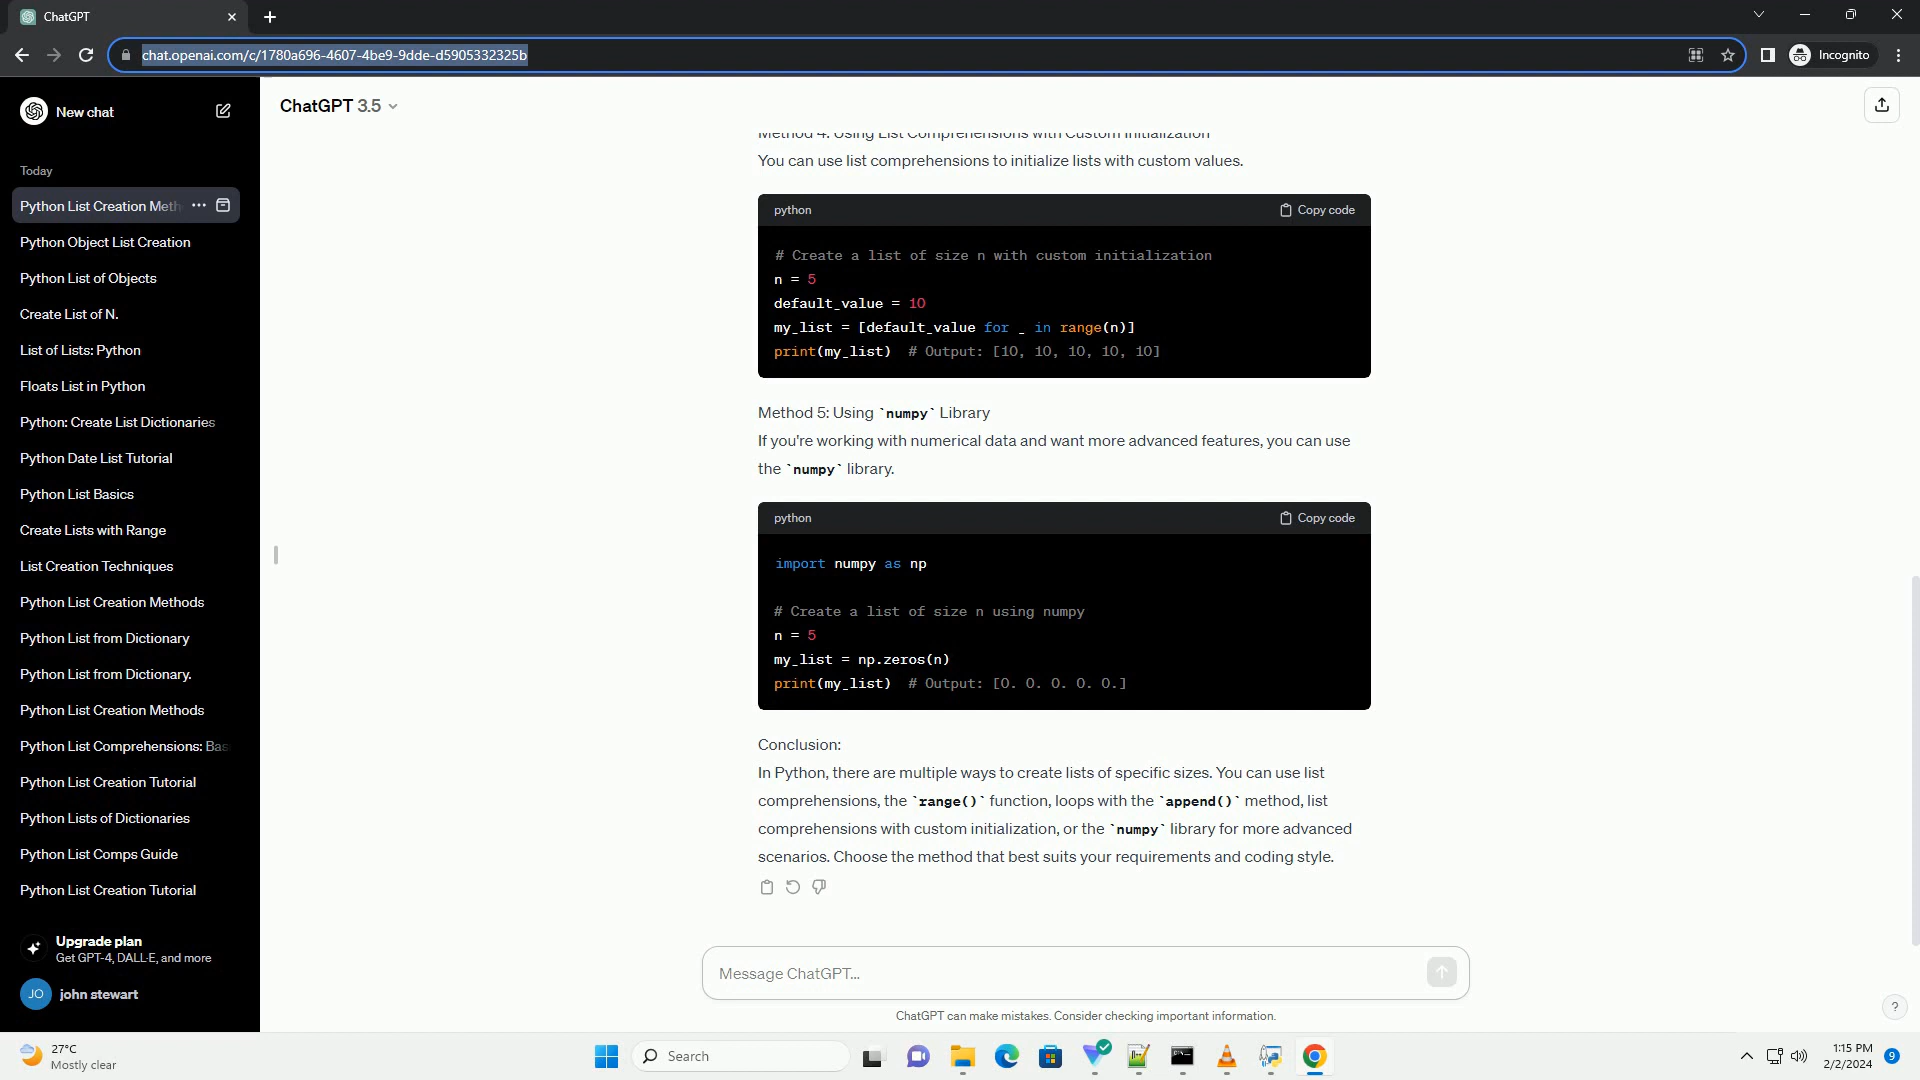 ChatGPT
chat.openai.com/c/1780a696-4607-4be9-9dde-d5905332325b
Incognito
New chat
Today
Python List Creation Meth
Python Object List Creation
Python List of Objects
Create List of N.
List of Lists: Python
Floats List in Python
Python: Create List Dictionaries
Python Date List Tutorial
Python List Basics
Create Lists with Range
List Creation Techniques
Python List Creation Methods
Python List from Dictionary
Python List from Dictionary.
Python List Creation Methods
Python List Comprehensions: Bas
Python List Creation Tutorial
Python Lists of Dictionaries
Python List Comps Guide
Python List Creation Tutorial
Upgrade plan
Get GPT-4, DALL·E, and more
JO
john stewart
ChatGPT 3.5
Method 4: Using List Comprehensions with Custom Initialization
You can use list comprehensions to initialize lists with custom values.
python
Copy code
# Create a list of size n with custom initialization
n = 5
default_value = 10
my_list = [default_value for _ in range(n)]
print(my_list)  # Output: [10, 10, 10, 10, 10]
Method 5: Using `numpy` Library
If you're working with numerical data and want more advanced features, you can use
the `numpy` library.
python
Copy code
import numpy as np
# Create a list of size n using numpy
n = 5
my_list = np.zeros(n)
print(my_list)  # Output: [0. 0. 0. 0. 0.]
Conclusion:
In Python, there are multiple ways to create lists of specific sizes. You can use list
comprehensions, the `range()` function, loops with the `append()` method, list
comprehensions with custom initialization, or the `numpy` library for more advanced
scenarios. Choose the method that best suits your requirements and coding style.
Message ChatGPT...
ChatGPT can make mistakes. Consider checking important information.
?
27°C
Mostly clear
Search
1:15 PM
2/2/2024
9